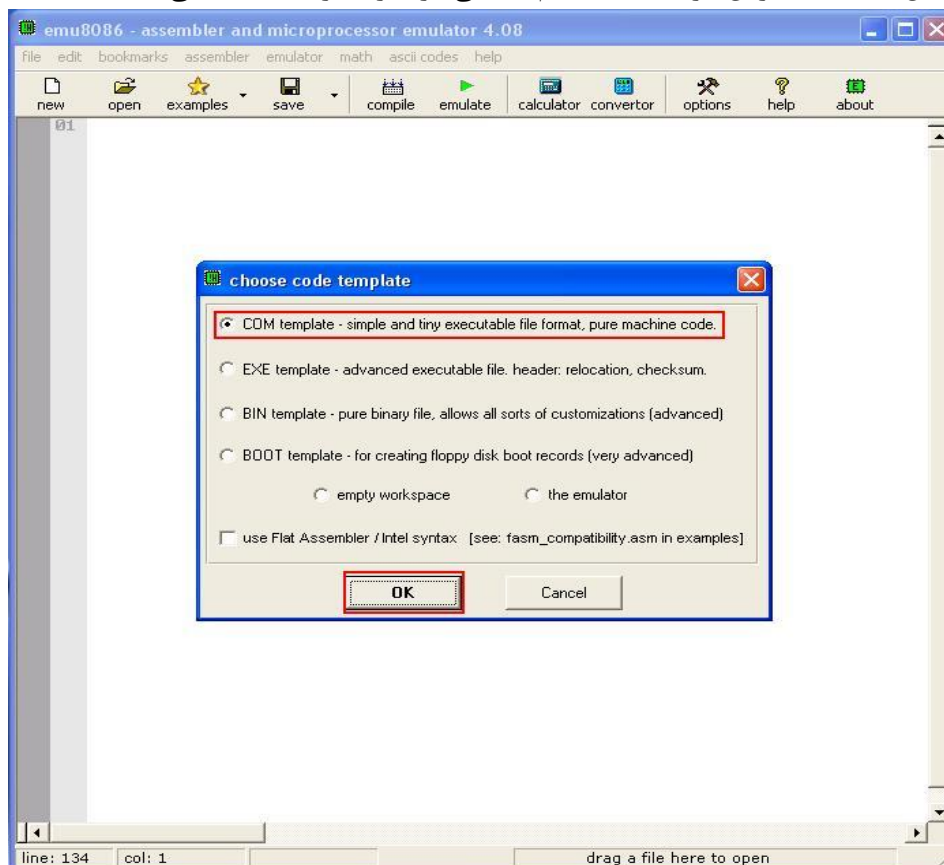 emu8086 - assembler and microprocessor emulator 4.08
file edit bookmarks assembler emulator math ascii codes help
new open examples save compile emulate calculator convertor options help about
01
choose code template
COM template - simple and tiny executable file format, pure machine code.
EXE template - advanced executable file. header: relocation, checksum.
BIN template - pure binary file, allows all sorts of customizations (advanced)
BOOT template - for creating floppy disk boot records (very advanced)
empty workspace the emulator
use Flat Assembler / Intel syntax [see: fasm_compatibility.asm in examples]
OK Cancel
line: 134 col: 1 drag a file here to open